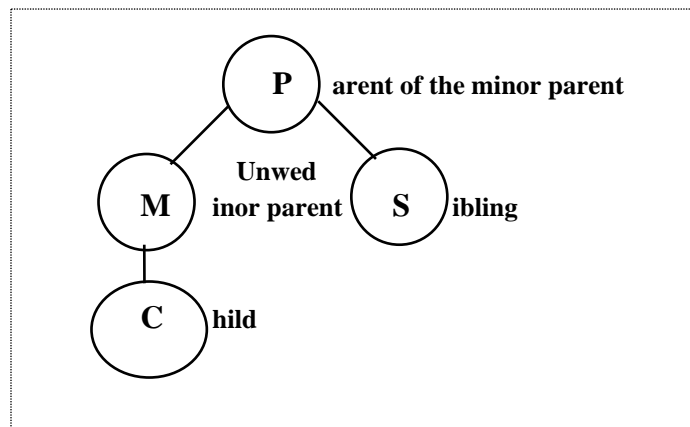 P arent of the minor parent
Unwed
M inor parent S ibling
C hild